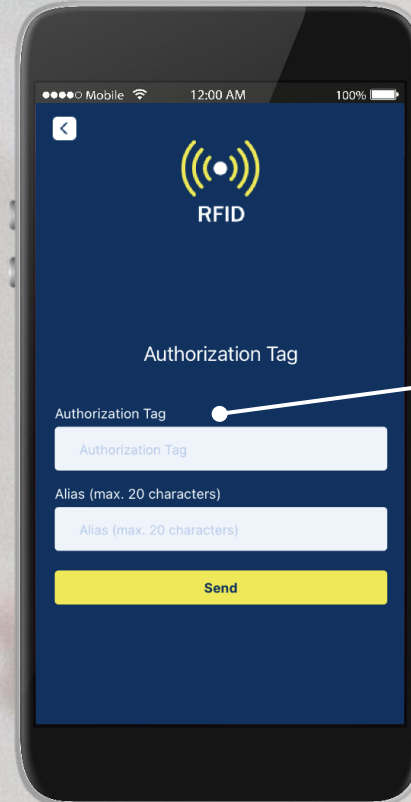 Mobile 12:00 AM 100%
RFID
Authorization Tag
Authorization Tag
Authorization Tag
Alias (max. 20 characters)
Alias (max. 20 characters)
Send